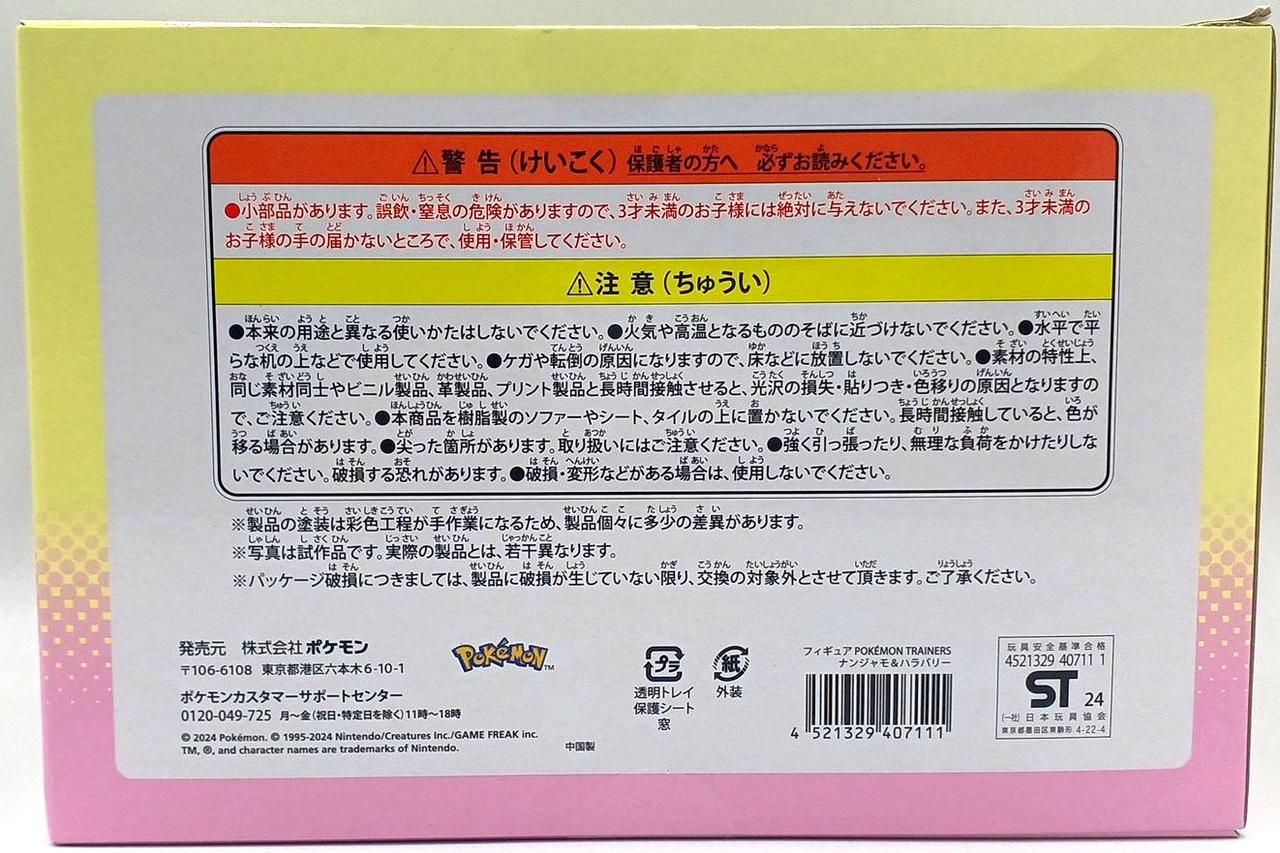 ⚠警告(けいこく) 保護者の方へ 必ずお読みください。
●小部品があります。誤飲・窒息の危険がありますので、3才未満のお子様には絶対に与えないでください。また、3才未満の
お子様の手の届かないところで、使用・保管してください。
⚠注意(ちゅうい)
●本来の用途と異なる使いかたはしないでください。●火気や高温となるもののそばに近づけないでください。●水平で平
らな机の上などで使用してください。●ケガや転倒の原因になりますので、床などに放置しないでください。●素材の特性上、
同じ素材同士やビニル製品、革製品、プリント製品と長時間接触させると、光沢の損失・貼りつき・色移りの原因となりますの
で、ご注意ください。●本商品を樹脂製のソファーやシート、タイルの上に置かないでください。長時間接触していると、色が
移る場合があります。●尖った箇所があります。取り扱いにはご注意ください。●強く引っ張ったり、無理な負荷をかけたりしな
いでください。破損する恐れがあります。●破損・変形などがある場合は、使用しないでください。
※製品の塗装は彩色工程が手作業になるため、製品個々に多少の差異があります。
※写真は試作品です。実際の製品とは、若干異なります。
※パッケージ破損につきましては、製品に破損が生じていない限り、交換の対象外とさせて頂きます。ご了承ください。
発売元 株式会社ポケモン
〒106-6108 東京都港区六本木6-10-1
ポケモンカスタマーサポートセンター
0120-049-725 月〜金(祝日・特定日を除く)11時〜18時
© 2024 Pokémon. © 1995-2024 Nintendo/Creatures Inc./GAME FREAK inc.
TM, ®, and character names are trademarks of Nintendo.
中国製
POKÉMON™
プラ
透明トレイ
保護シート
窓
紙
外装
フィギュア POKÉMON TRAINERS
ナンジャモ&ハラバリー
4 521329 407111
玩具安全基準合格
4521329 40711 1
ST 24
(一社)日本玩具協会
東京都墨田区東駒形 4-22-4